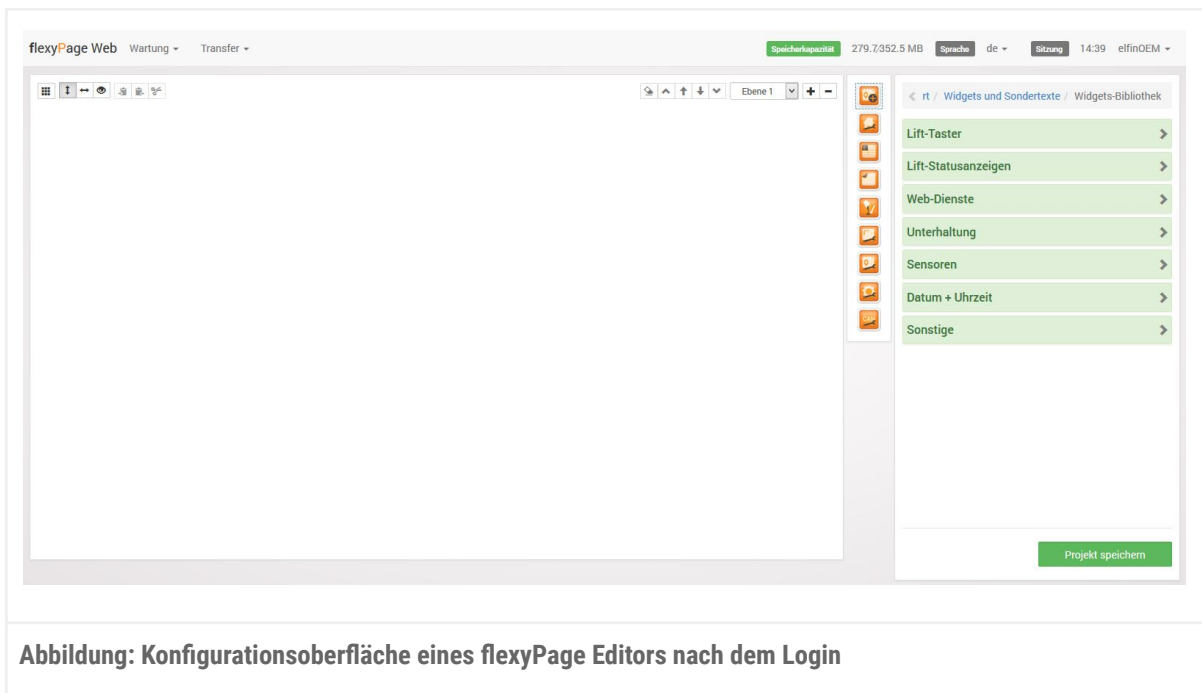 flexyPage Web Wartung Transfer Speicherkapazität 279.7/352.5 MB Sprache de Sitzung 14:39 elfinOEM
Ebene 1
rt / Widgets und Sondertexte / Widgets-Bibliothek
Lift-Taster
Lift-Statusanzeigen
Web-Dienste
Unterhaltung
Sensoren
Datum + Uhrzeit
Sonstige
Projekt speichern
Abbildung: Konfigurationsoberfläche eines flexyPage Editors nach dem Login